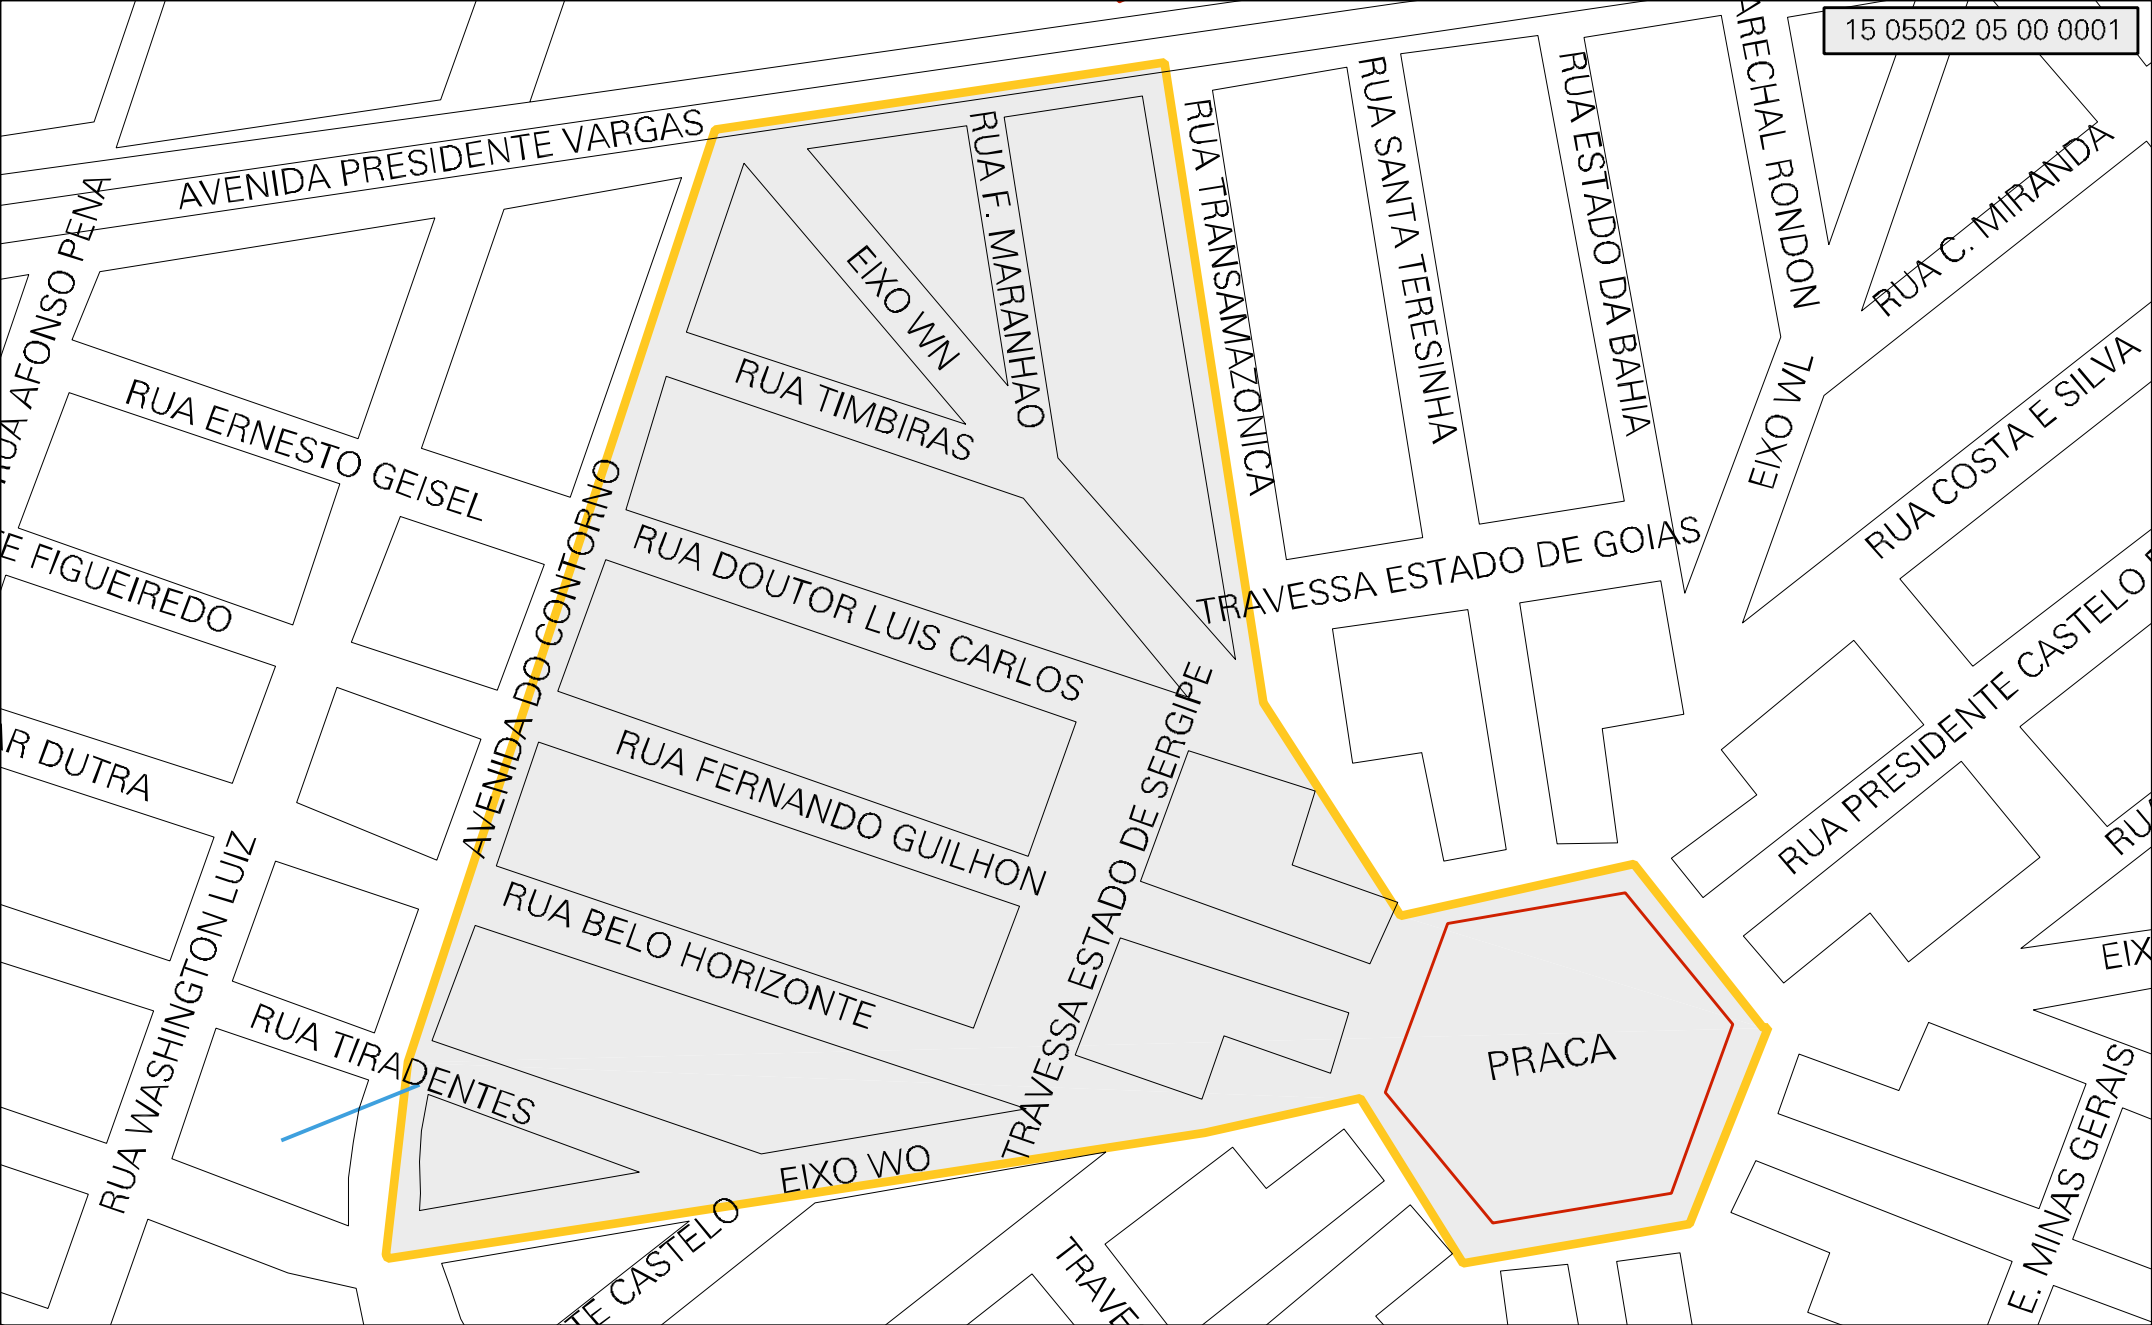 15 05502 05 00 0001
ARECHAL RONDON
AVENIDA PRESIDENTE VARGAS
RUA F. MARANHAO
RUA TRANSAMAZONICA
RUA SANTA TERESINHA
RUA ESTADO DA BAHIA
RUA C. MIRANDA
RUA AFONSO PENA
EIXO WN
EIXO WL
RUA COSTA E SILVA
RUA TIMBIRAS
RUA ERNESTO GEISEL
AVENIDA DO CONTORNO
RUA DOUTOR LUIS CARLOS
TRAVESSA ESTADO DE GOIAS
E FIGUEIREDO
RUA PRESIDENTE CASTELO
TRAVESSA ESTADO DE SERGIPE
RUA FERNANDO GUILHON
AR DUTRA
RUA WASHINGTON LUIZ
RUA BELO HORIZONTE
RU
EIX
RUA TIRADENTES
PRACA
E. MINAS GERAIS
EIXO WO
TE CASTELO
TRAVE